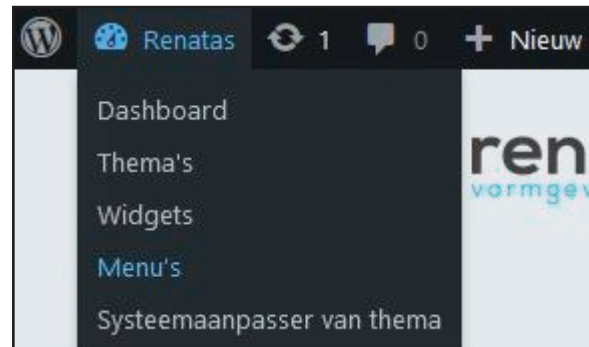 Renatas 1 0 Nieuw
Dashboard
Thema's
ren
vormgev
Widgets
Menu's
Systeemaanpasser van thema